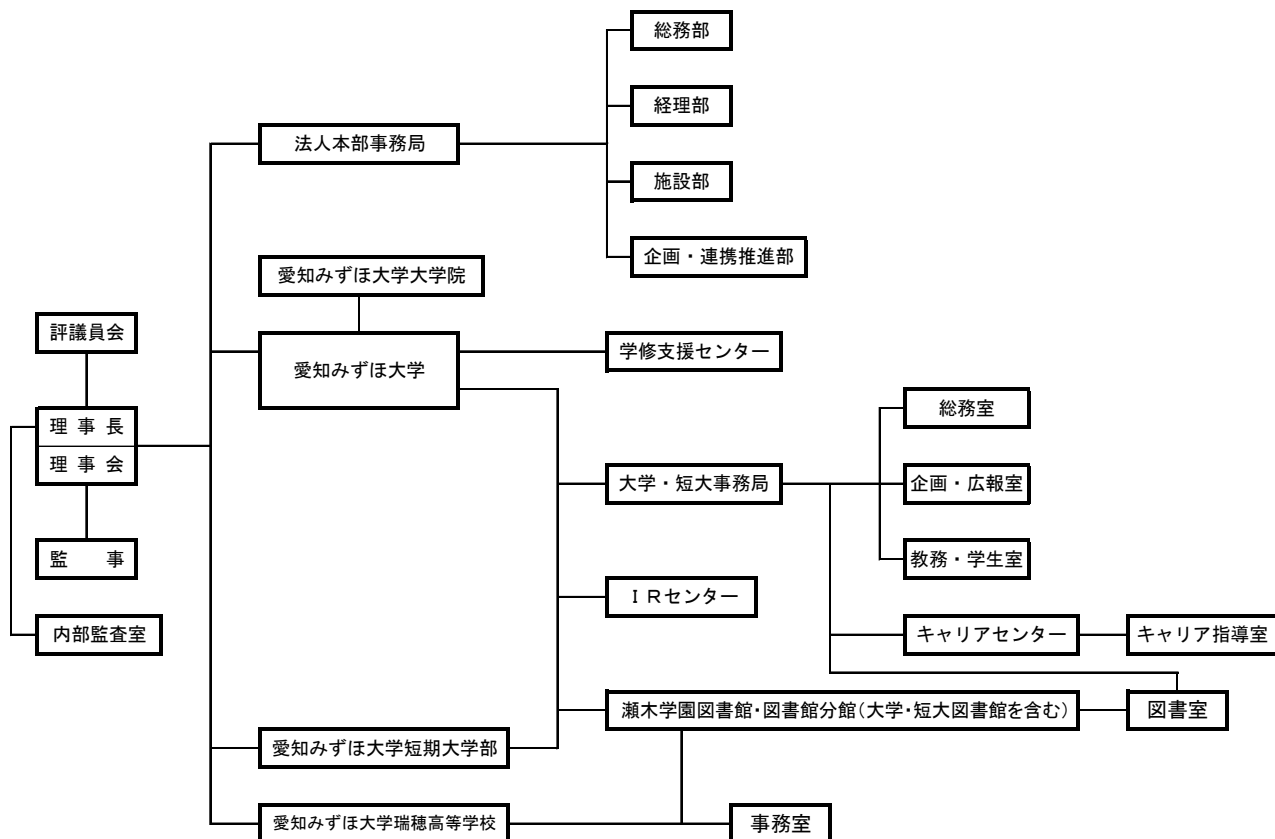 総務部
経理部
法人本部事務局
施設部
企画・連携推進部
愛知みずほ大学大学院
評議員会
愛知みずほ大学
学修支援センター
理事長
理事会
総務室
大学・短大事務局
企画・広報室
監　事
教務・学生室
ＩＲセンター
内部監査室
キャリアセンター
キャリア指導室
瀬木学園図書館・図書館分館（大学・短大図書館を含む）
図書室
愛知みずほ大学短期大学部
愛知みずほ大学瑞穂高等学校
事務室